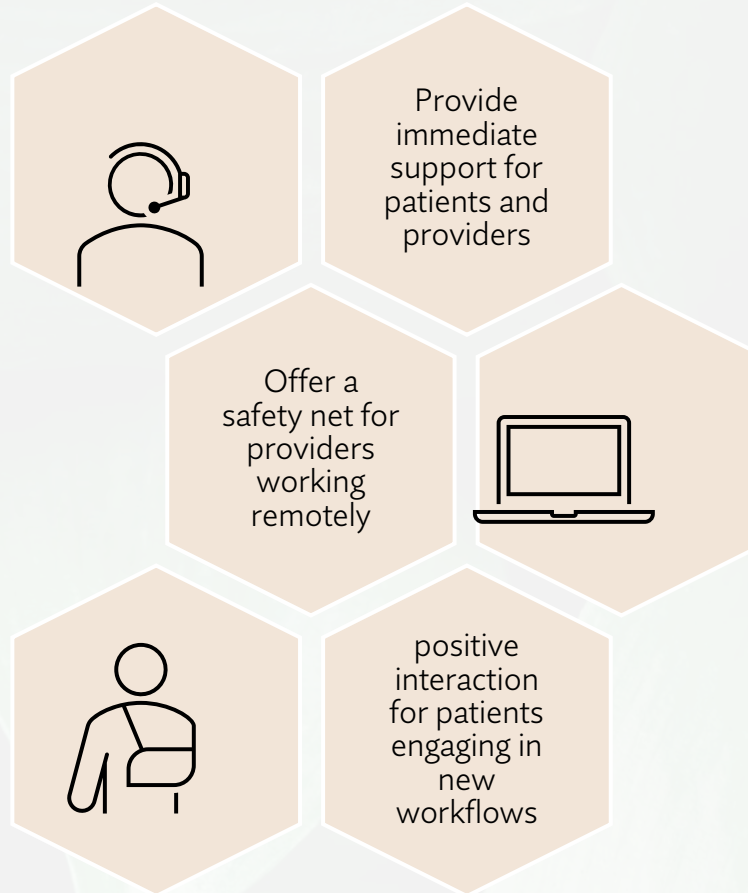 Provide
immediate
support for
patients and
providers
Offer a
safety net for
providers
working
remotely
positive
interaction
for patients
engaging in
new
workflows